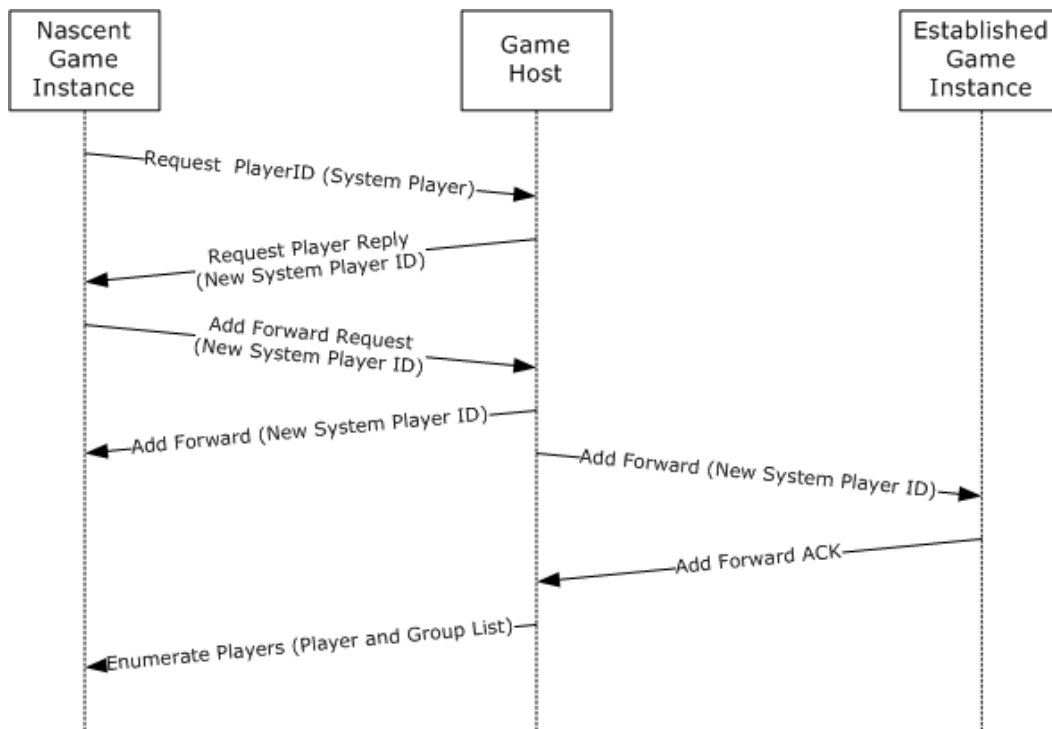 Nascent
Game
Instance
Game
Host
Established
Game
Instance
Request PlayerID (System Player)
Request Player Reply
(New System Player ID)
Add Forward Request
(New System Player ID)
Add Forward (New System Player ID)
Add Forward (New System Player ID)
Add Forward ACK
Enumerate Players (Player and Group List)